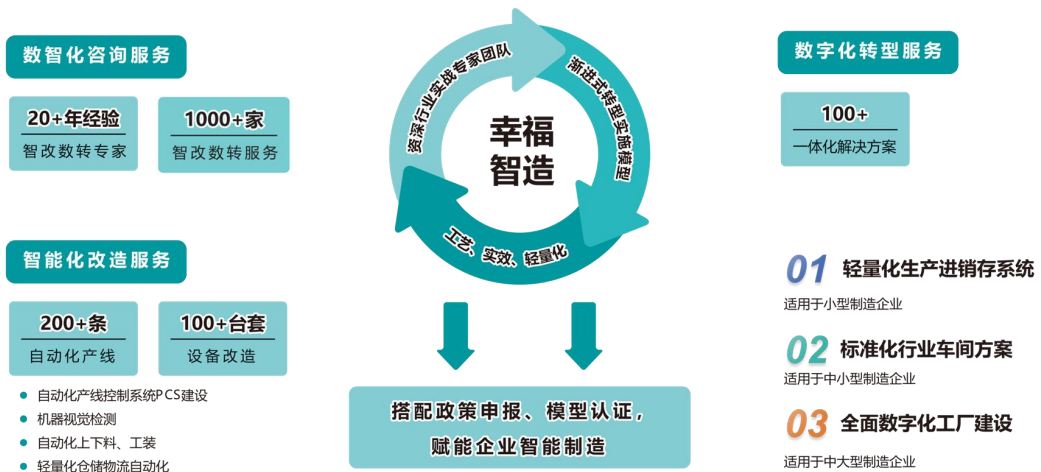 数智化咨询服务
20+年经验
智改数转专家
1000+家
智改数转服务
智能化改造服务
200+条
自动化产线
100+台套
设备改造
自动化产线控制系统PCS建设
机器视觉检测
自动化上下料、工装
轻量化仓储物流自动化
资深行业实战专家团队
渐进式转型实施模型
工艺、实效、轻量化
幸福
智造
搭配政策申报、模型认证,
赋能企业智能制造
数字化转型服务
100+
一体化解决方案
01 轻量化生产进销存系统
适用于小型制造企业
02 标准化行业车间方案
适用于中小型制造企业
03 全面数字化工厂建设
适用于中大型制造企业